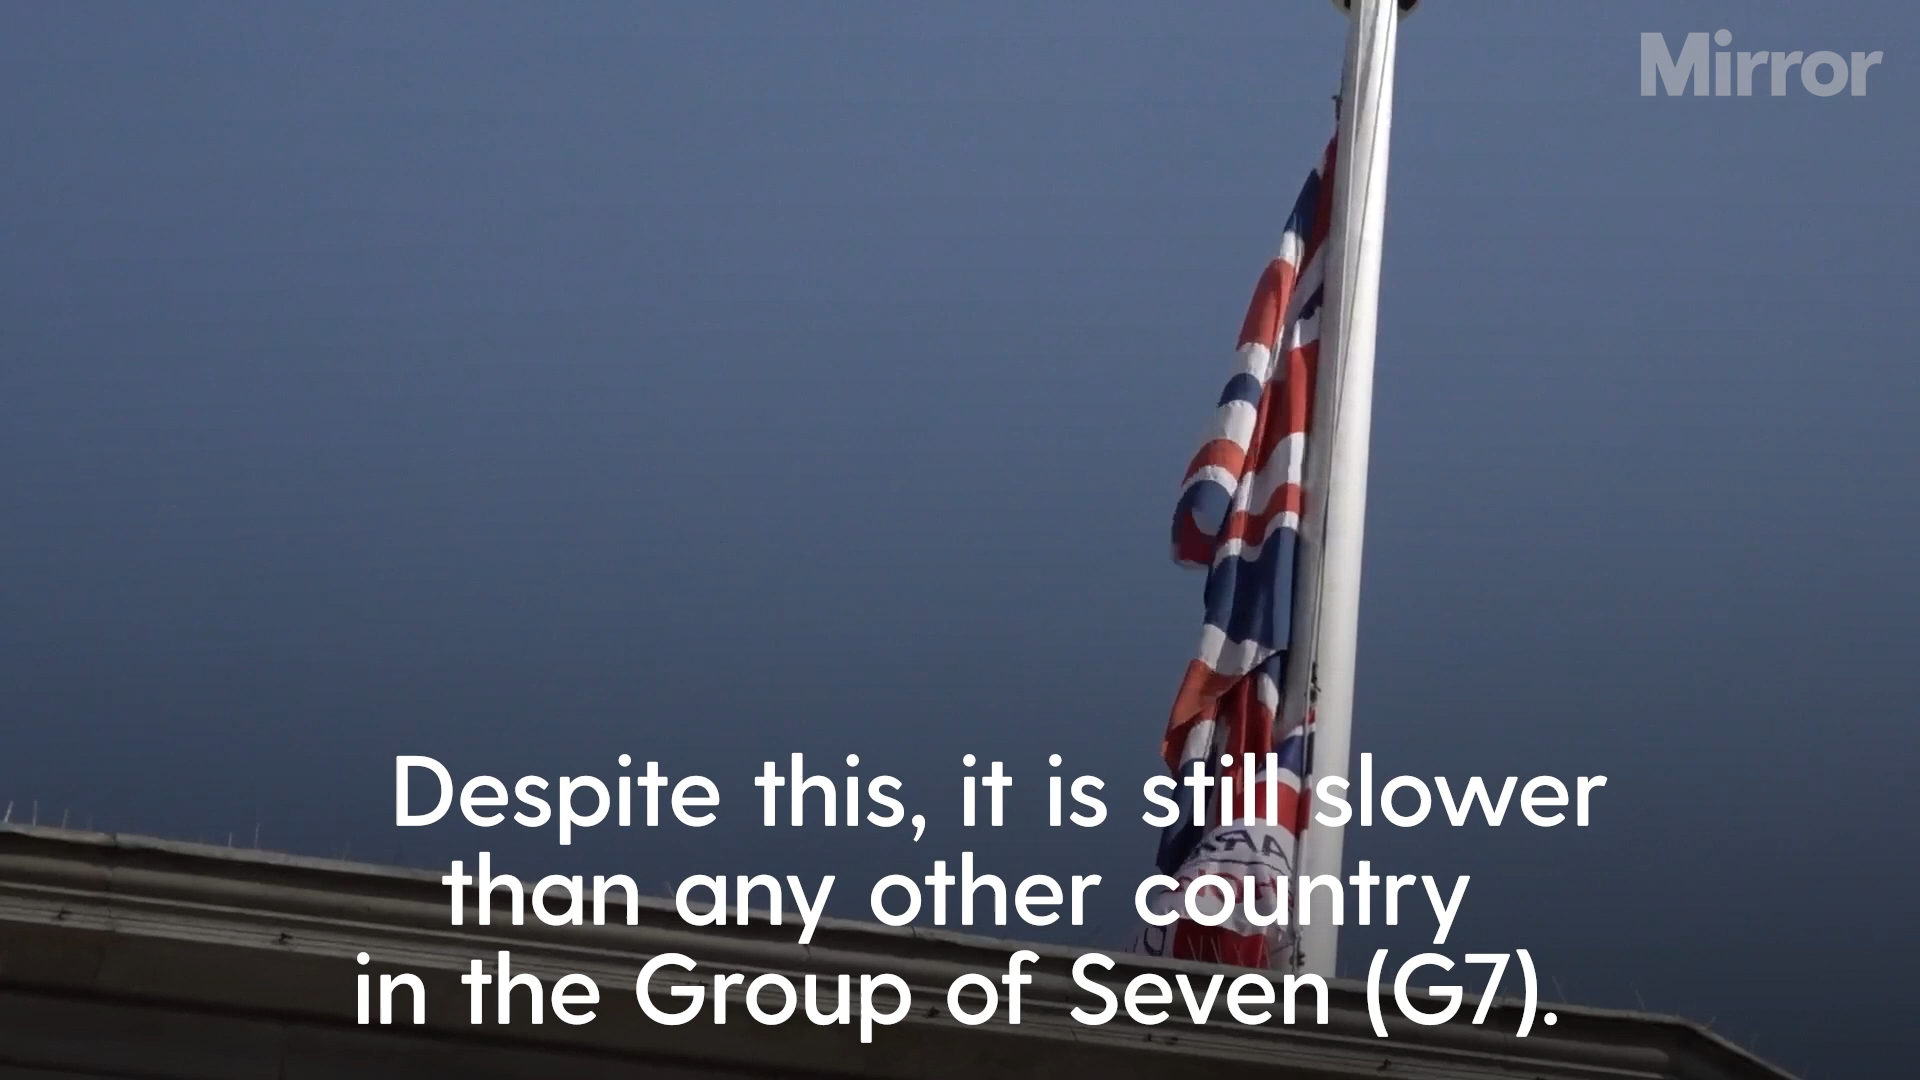 Mirror
Despite this, it is still slower
than any other country
in the Group of Seven (G7).